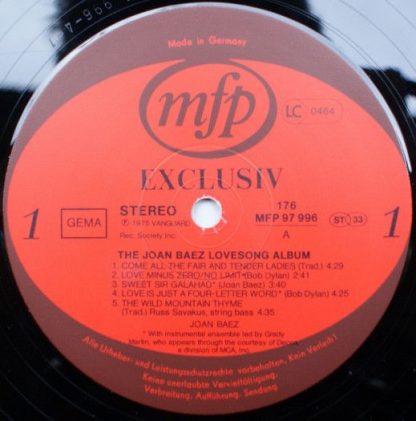 Made in Germany
mfp
LC 0464
EXCLUSIV
1
GEMA
STEREO
℗ 1975 VANGUARD
Rec. Society Inc.
176
MFP 97 996
A
ST 33
1
THE JOAN BAEZ LOVESONG ALBUM
1. COME ALL THE FAIR AND TENDER LADIES (Trad.) 4:29
2. LOVE MINUS ZERO/NO LIMIT* (Bob Dylan) 2:41
3. SWEET SIR GALAHAD* (Joan Baez) 3:40
4. LOVE IS JUST A FOUR-LETTER WORD* (Bob Dylan) 4:25
5. THE WILD MOUNTAIN THYME
(Trad.) Russ Savakus, string bass 4:35
JOAN BAEZ
* With instrumental ensemble led by Grady
Martin, who appears through the courtesy of Decca,
a division of MCA, Inc.
Alle Urheber- und Leistungsschutzrechte vorbehalten, Kein Verleih!
Keine unerlaubte Vervielfältigung,
Verbreitung, Aufführung, Sendung